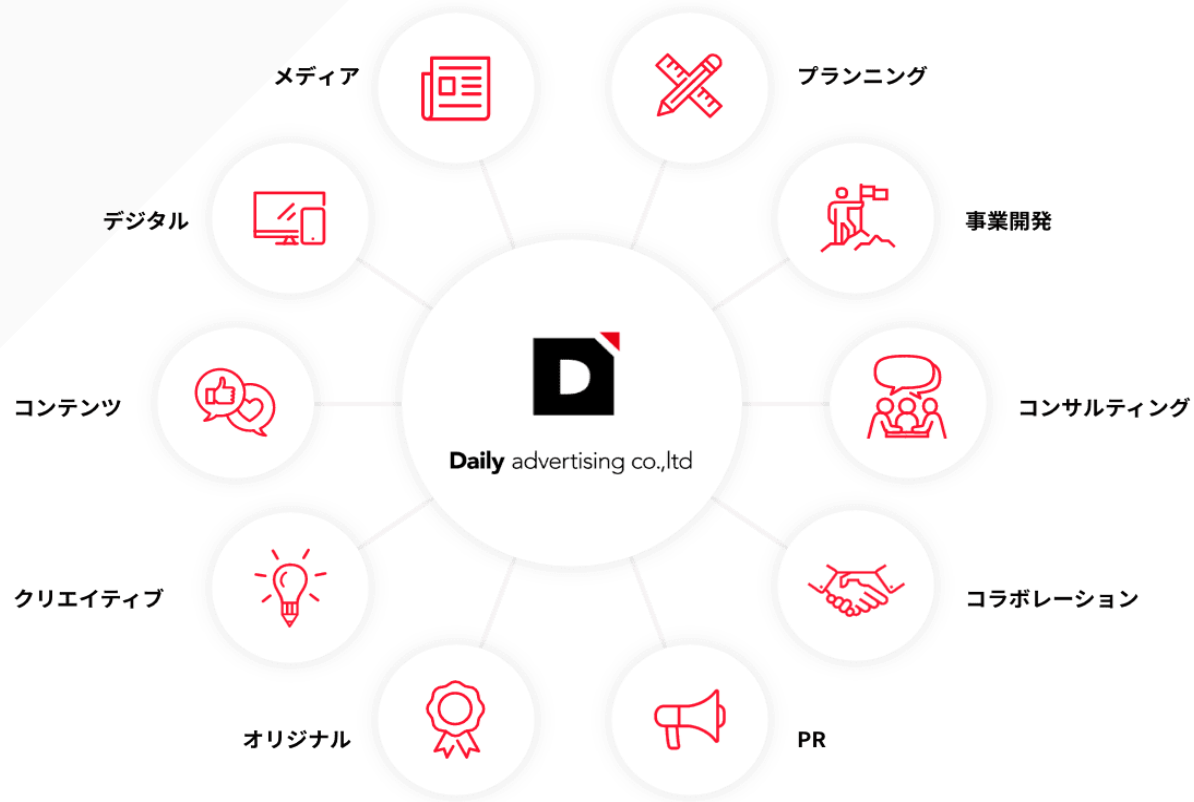 メディア
プランニング
デジタル
事業開発
コンテンツ
コンサルティング
D
Daily advertising co.,ltd
クリエイティブ
コラボレーション
オリジナル
PR